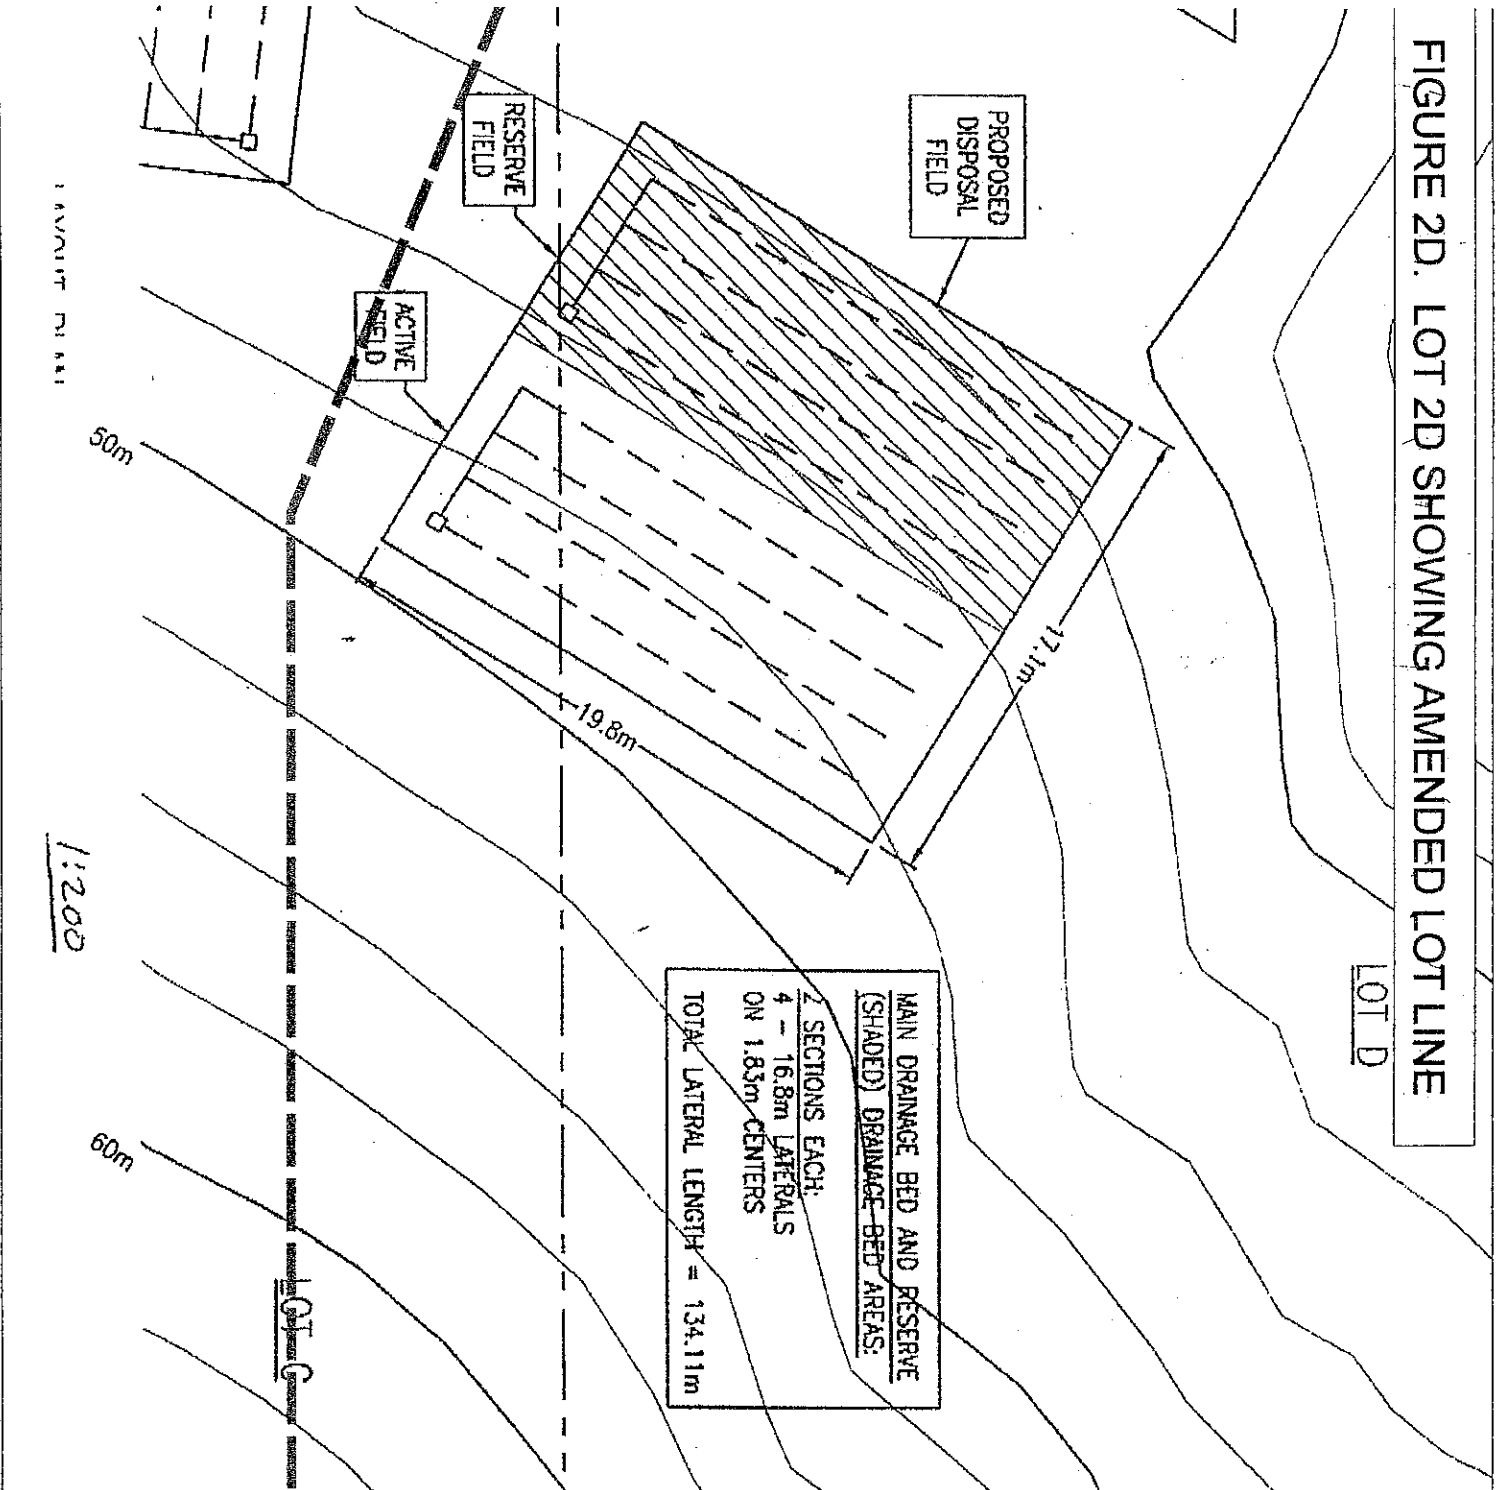 FIGURE 2D. LOT 2D SHOWING AMENDED LOT LINE
LOT D
PROPOSED
DISPOSAL
FIELD
RESERVE
FIELD
ACTIVE
FIELD
17.1m
19.8m
MAIN DRAINAGE BED AND RESERVE
(SHADED) DRAINAGE BED AREAS:
2 SECTIONS EACH:
4 - 16.8m LATERALS
ON 1.83m CENTERS
TOTAL LATERAL LENGTH = 134.11m
50m
60m
LOT C
1:200